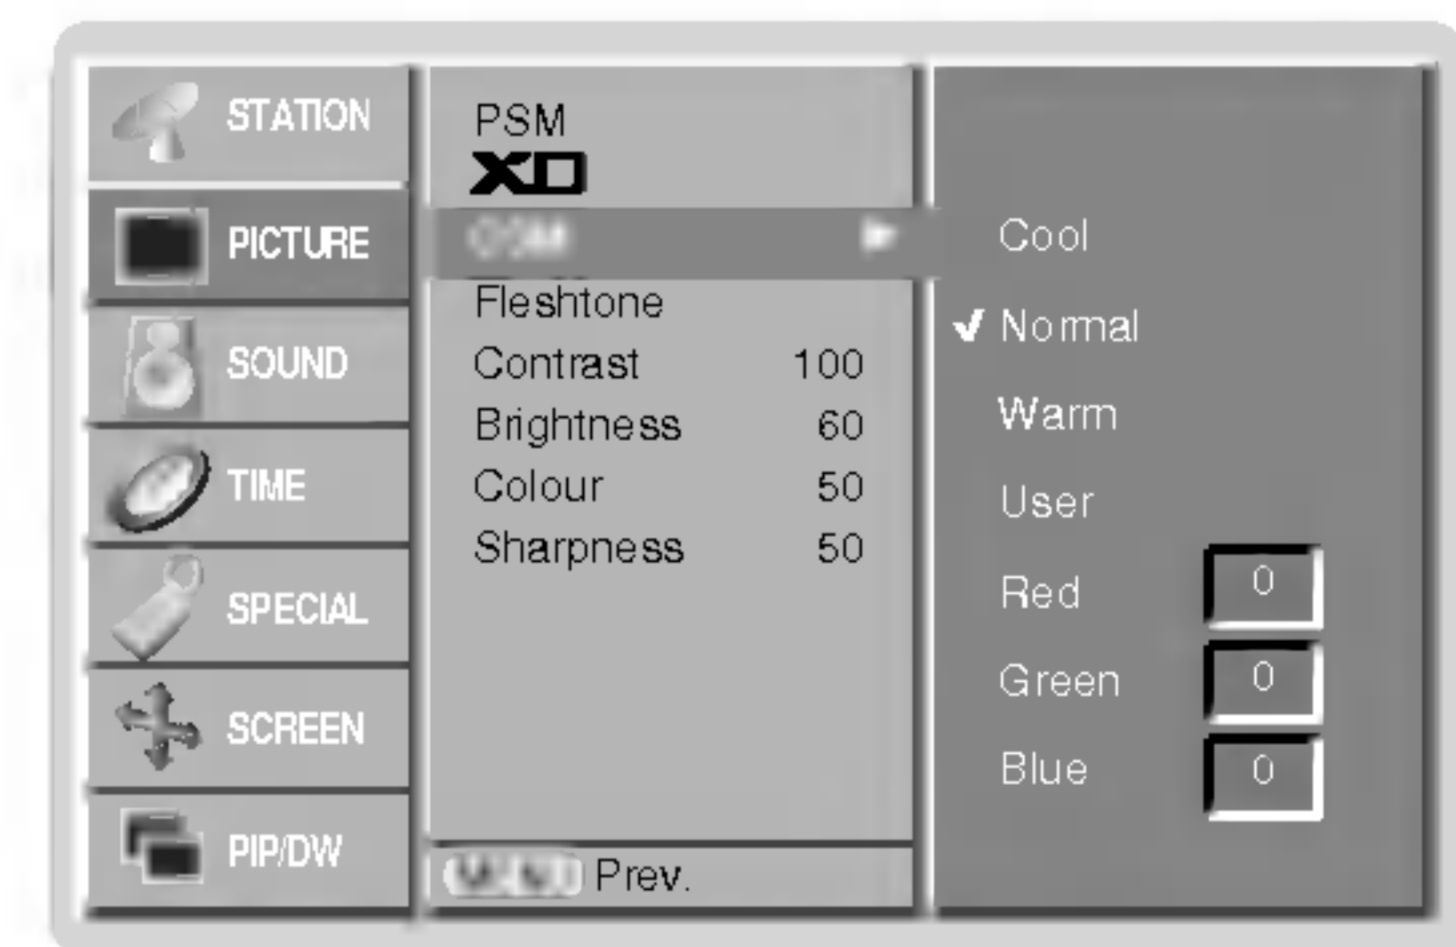 STATION
PICTURE
SOUND
TIME
SPECIAL
SCREEN
PIP/DW
PSM
XD
Fleshtone
Contrast 100
Brightness 60
Colour 50
Sharpness 50
Prev.
Cool
✓ Normal
Warm
User
Red 0
Green 0
Blue 0